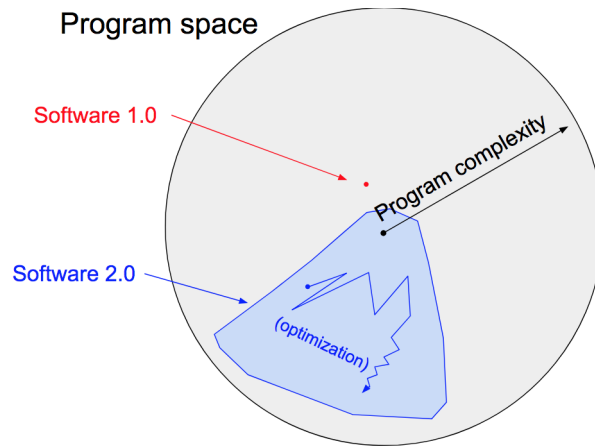 Program space
Software 1.0
Program complexity
Software 2.0
(optimization)